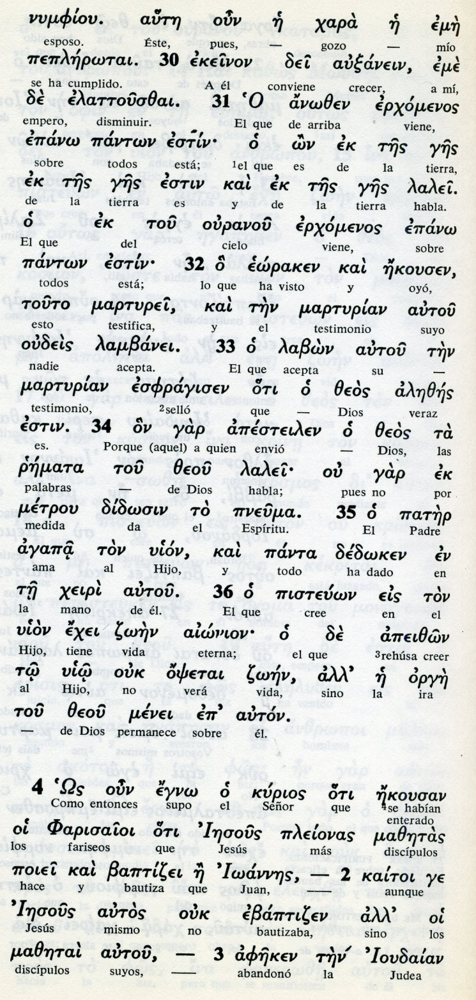 νυμφίου. αὕτη οὖν ἡ χαρὰ ἡ ἐμὴ
esposo. Éste, pues, — gozo — mío
πεπλήρωται. 30 ἐκεῖνον δεῖ αὐξάνειν, ἐμὲ
se ha cumplido. A él conviene crecer, a mí,
δὲ ἐλαττοῦσθαι. 31 Ὁ ἄνωθεν ἐρχόμενος
empero, disminuir. El que de arriba viene,
ἐπάνω πάντων ἐστίν· ὁ ὢν ἐκ τῆς γῆς
sobre todos está; ¹el que es de la tierra,
ἐκ τῆς γῆς ἐστιν καὶ ἐκ τῆς γῆς λαλεῖ.
de la tierra es y de la tierra habla.
ὁ ἐκ τοῦ οὐρανοῦ ἐρχόμενος ἐπάνω
El que del cielo viene, sobre
πάντων ἐστίν· 32 ὃ ἑώρακεν καὶ ἤκουσεν,
todos está; lo que ha visto y oyó,
τοῦτο μαρτυρεῖ, καὶ τὴν μαρτυρίαν αὐτοῦ
esto testifica, y el testimonio suyo
οὐδεὶς λαμβάνει. 33 ὁ λαβὼν αὐτοῦ τὴν
nadie acepta. El que acepta su —
μαρτυρίαν ἐσφράγισεν ὅτι ὁ θεὸς ἀληθής
testimonio, ²selló que — Dios veraz
ἐστιν. 34 ὃν γὰρ ἀπέστειλεν ὁ θεὸς τὰ
es. Porque (aquel) a quien envió — Dios, las
ῥήματα τοῦ θεοῦ λαλεῖ· οὐ γὰρ ἐκ
palabras — de Dios habla; pues no por
μέτρου δίδωσιν τὸ πνεῦμα. 35 ὁ πατὴρ
medida da el Espíritu. El Padre
ἀγαπᾷ τὸν υἱόν, καὶ πάντα δέδωκεν ἐν
ama al Hijo, y todo ha dado en
τῇ χειρὶ αὐτοῦ. 36 ὁ πιστεύων εἰς τὸν
la mano de él. El que cree en el
υἱὸν ἔχει ζωὴν αἰώνιον· ὁ δὲ ἀπειθῶν
Hijo, tiene vida eterna; el que ³rehúsa creer
τῷ υἱῷ οὐκ ὄψεται ζωήν, ἀλλ’ ἡ ὀργὴ
al Hijo, no verá vida, sino la ira
τοῦ θεοῦ μένει ἐπ’ αὐτόν.
de Dios permanece sobre él.
4 Ὡς οὖν ἔγνω ὁ κύριος ὅτι ἤκουσαν
Como entonces supo el Señor que ⁴se habían
enterado
οἱ Φαρισαῖοι ὅτι Ἰησοῦς πλείονας μαθητὰς
los fariseos que Jesús más discípulos
ποιεῖ καὶ βαπτίζει ἢ Ἰωάννης, — 2 καίτοι γε
hace y bautiza que Juan, — aunque
Ἰησοῦς αὐτὸς οὐκ ἐβάπτιζεν ἀλλ’ οἱ
Jesús mismo no bautizaba, sino los
μαθηταὶ αὐτοῦ, — 3 ἀφῆκεν τὴν Ἰουδαίαν
discípulos suyos, — abandonó la Judea